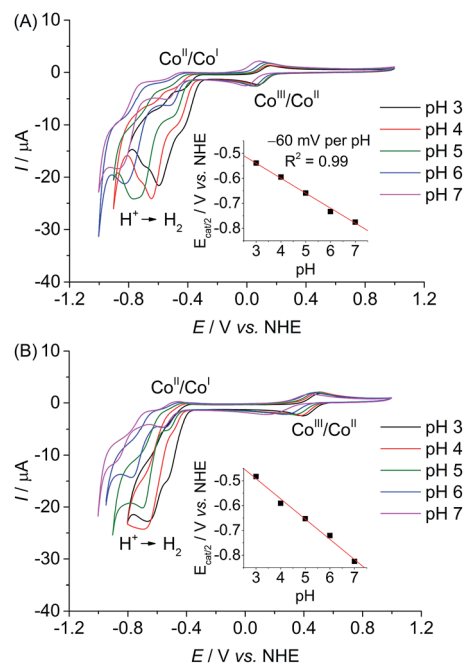 (A)
10
Co^II/Co^I
0
Co^III/Co^II
pH 3
pH 4
pH 5
pH 6
pH 7
−60 mV per pH
R² = 0.99
-10
-20
-30
-40
I / μA
H⁺ → H₂
-0.5
-0.6
-0.7
-0.8
E_cat/2 / V vs. NHE
3 4 5 6 7
pH
-1.2 -0.8 -0.4 0.0 0.4 0.8 1.2
E / V vs. NHE
(B)
10
Co^II/Co^I
0
Co^III/Co^II
pH 3
pH 4
pH 5
pH 6
pH 7
-10
-20
-30
-40
I / μA
H⁺ → H₂
-0.5
-0.6
-0.7
-0.8
E_cat/2 / V vs. NHE
3 4 5 6 7
pH
-1.2 -0.8 -0.4 0.0 0.4 0.8 1.2
E / V vs. NHE